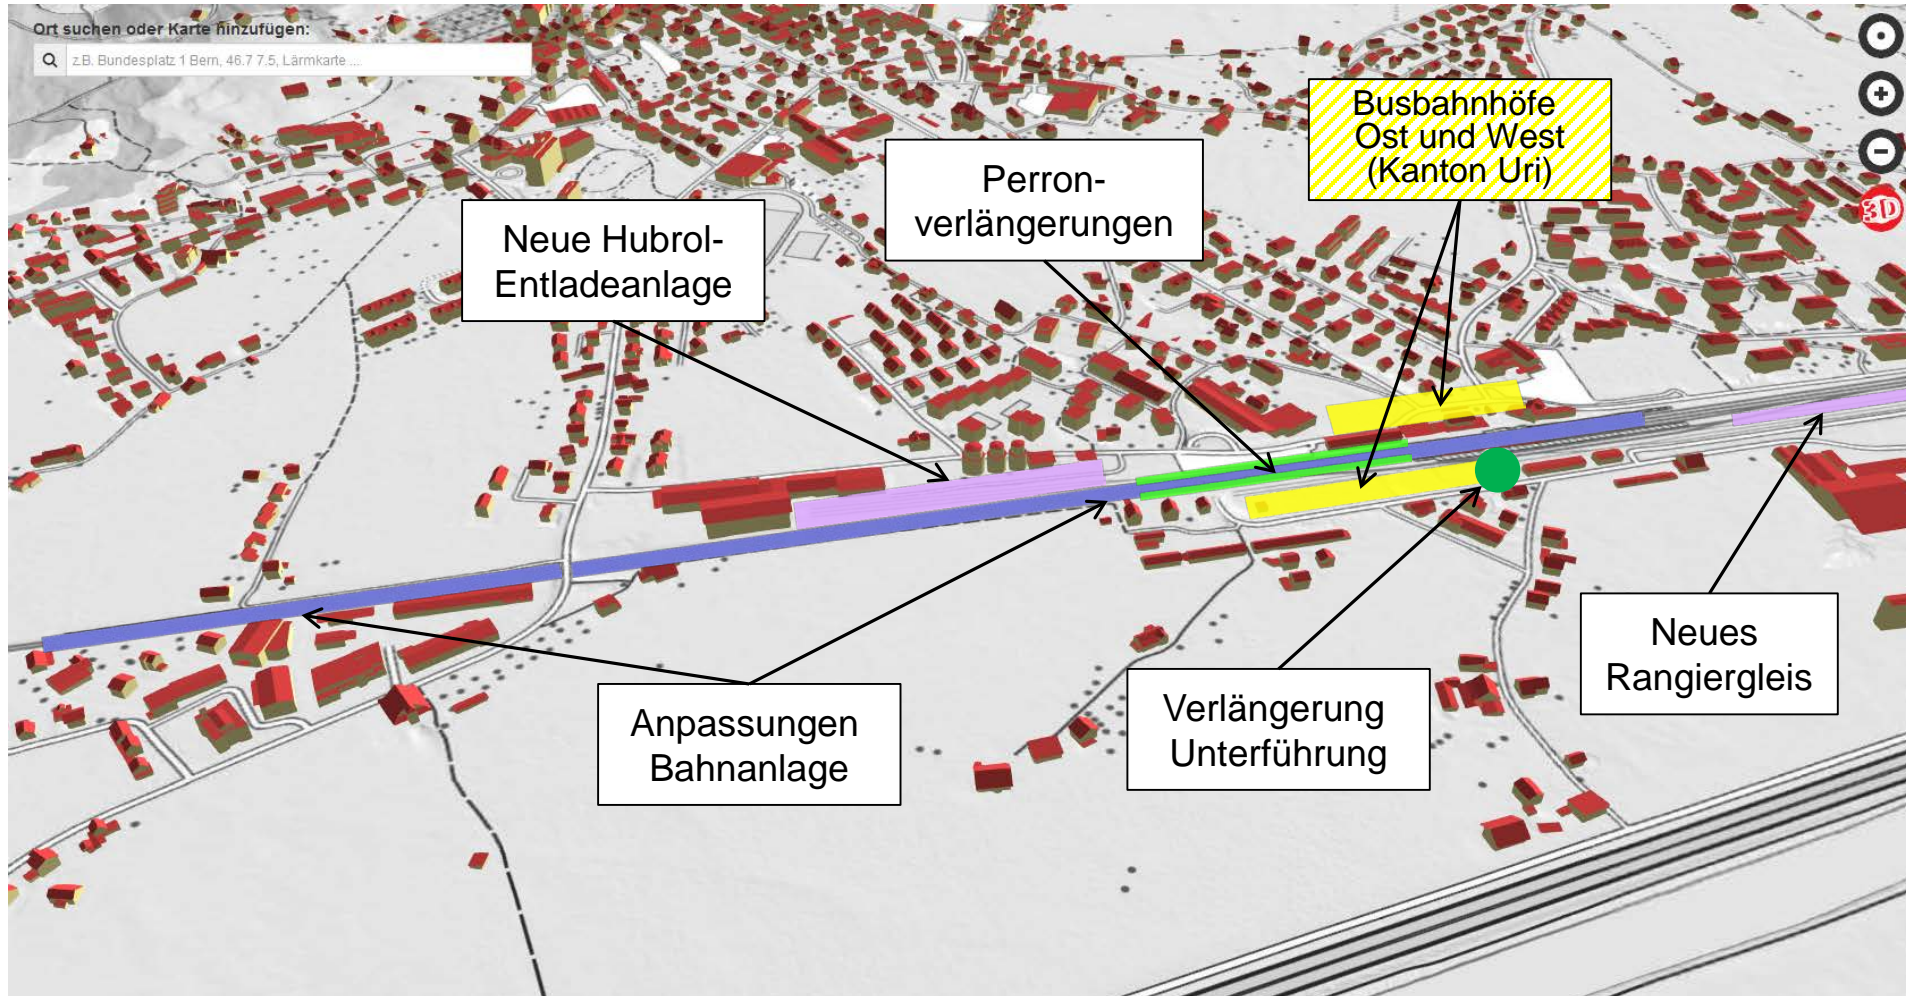 Ort suchen oder Karte hinzufügen:
z.B. Bundesplatz 1 Bern, 46.7 7.5, Lärmkarte ...
Busbahnhöfe
Ost und West
(Kanton Uri)
Perron-
verlängerungen
3D
Neue Hubrol-
Entladeanlage
Neues
Rangiergleis
Verlängerung
Unterführung
Anpassungen
Bahnanlage